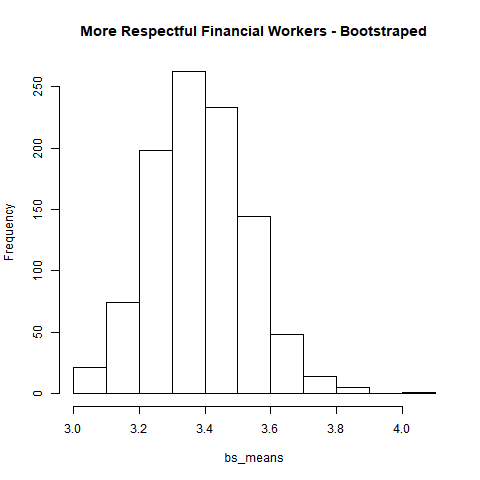 More Respectful Financial Workers - Bootstraped
Frequency
250
200
150
100
50
0
3.0 3.2 3.4 3.6 3.8 4.0
bs_means